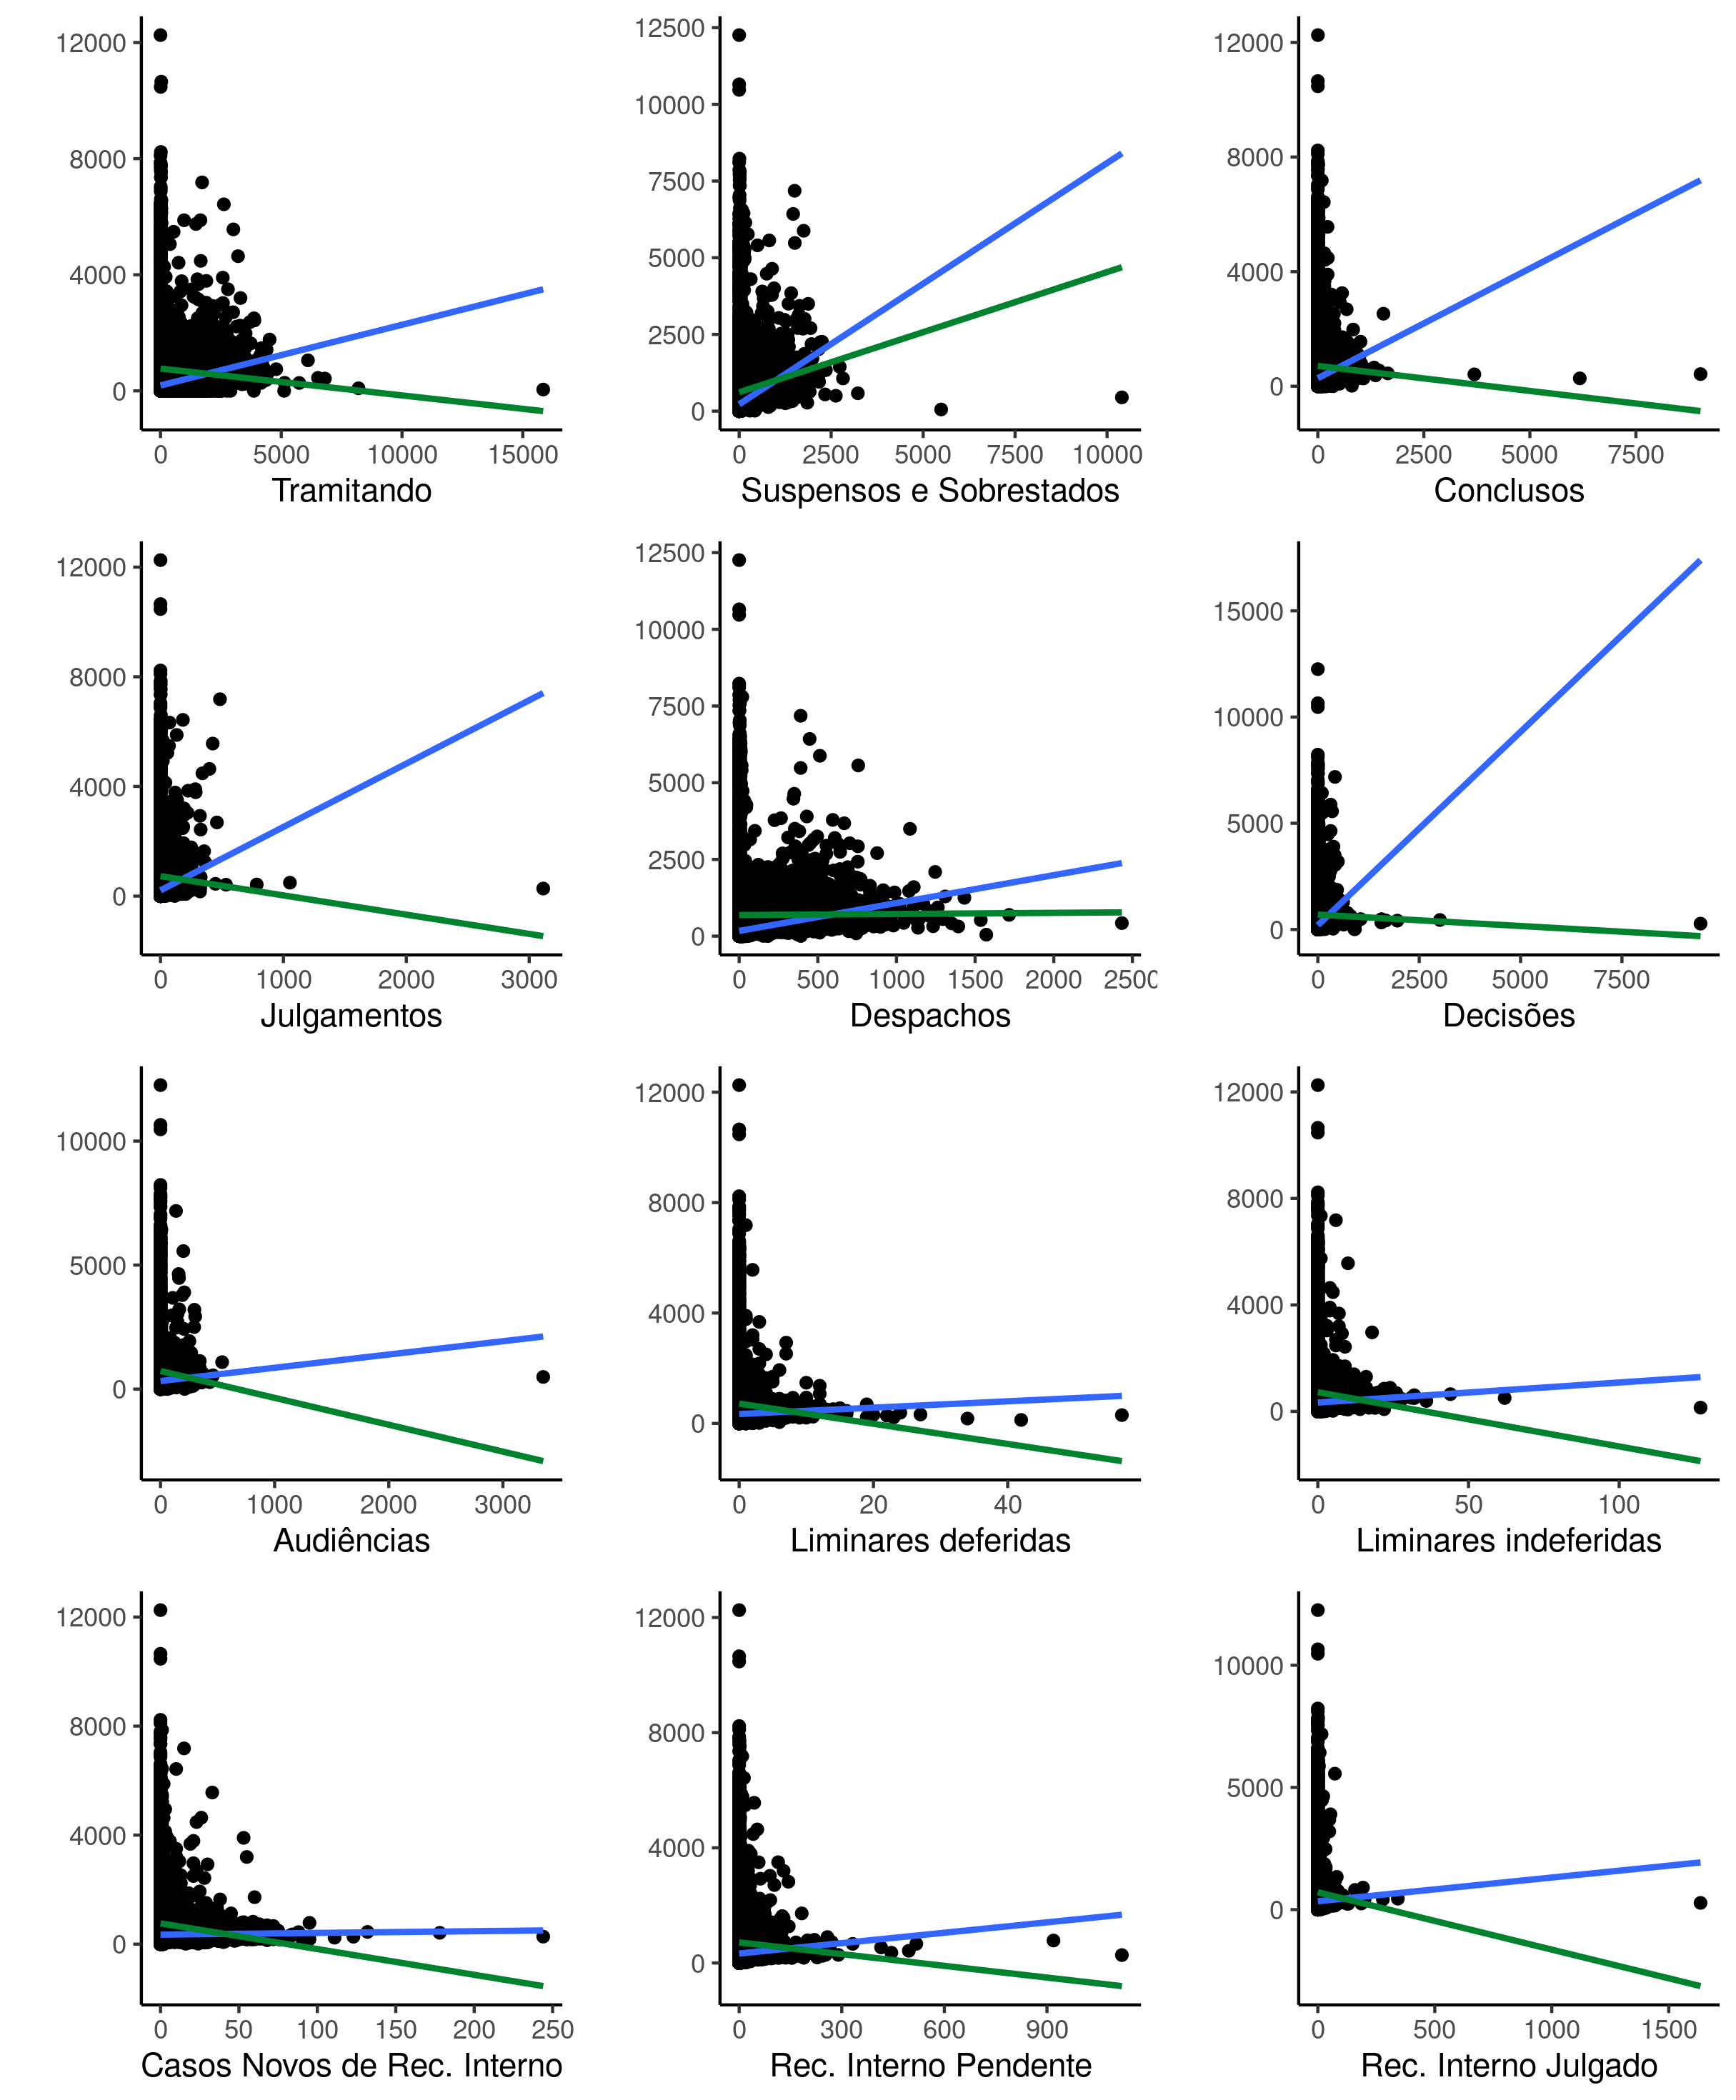 12000
8000
4000
0
0 5000 10000 15000
Tramitando
12500
10000
7500
5000
2500
0
0 2500 5000 7500 10000
Suspensos e Sobrestados
12000
8000
4000
0
0 2500 5000 7500
Conclusos
12000
8000
4000
0
0 1000 2000 3000
Julgamentos
12500
10000
7500
5000
2500
0
0 500 1000 1500 2000 2500
Despachos
15000
10000
5000
0
0 2500 5000 7500
Decisões
10000
5000
0
0 1000 2000 3000
Audiências
12000
8000
4000
0
0 20 40
Liminares deferidas
12000
8000
4000
0
0 50 100
Liminares indeferidas
12000
8000
4000
0
0 50 100 150 200 250
Casos Novos de Rec. Interno
12000
8000
4000
0
0 300 600 900
Rec. Interno Pendente
10000
5000
0
0 500 1000 1500
Rec. Interno Julgado